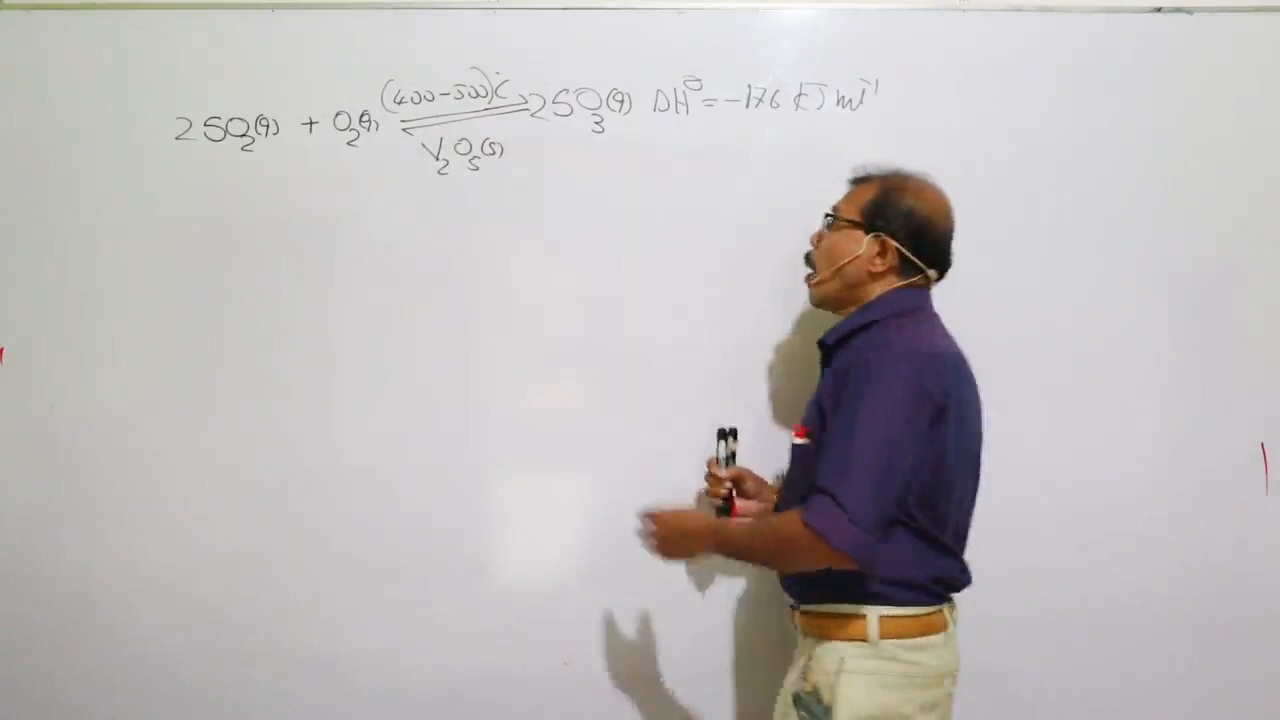 2SO₂(g) + O₂(g) ⇌ (400-500)°C V₂O₅(s) 2SO₃(g) ΔH° = -176 kJ mol⁻¹